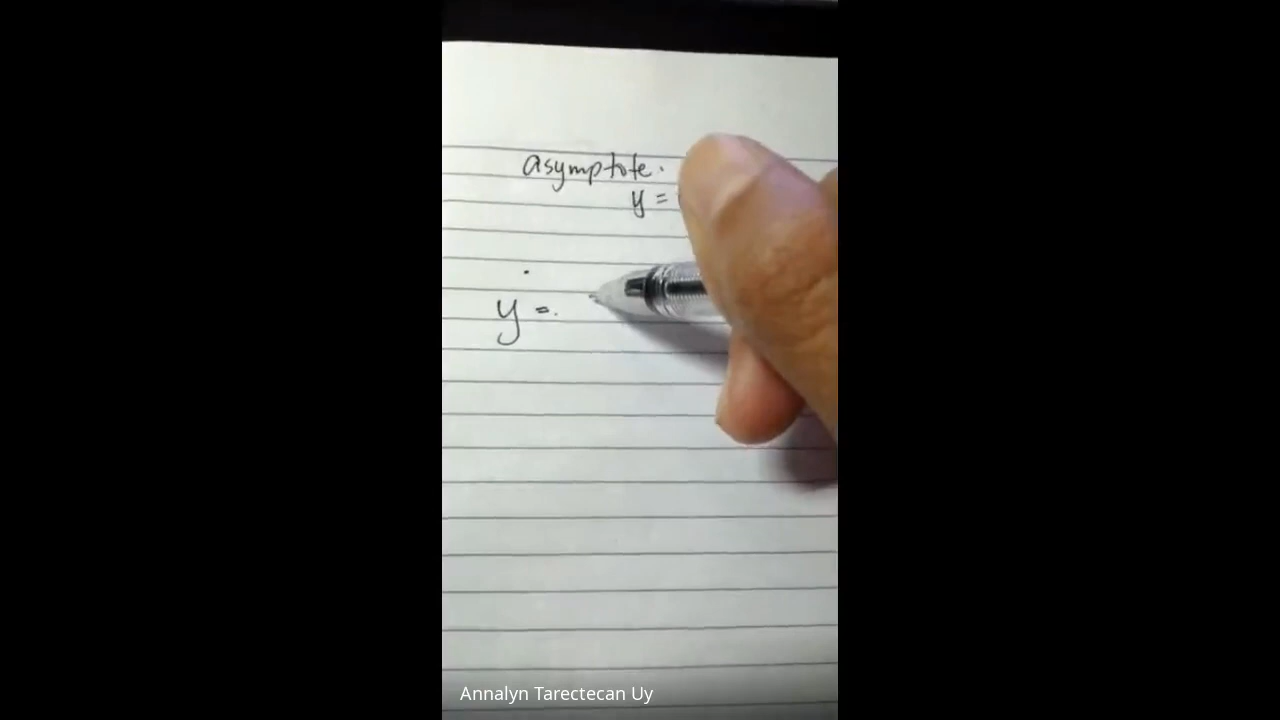 asymptote.
y =
y =.
Annalyn Tarectecan Uy